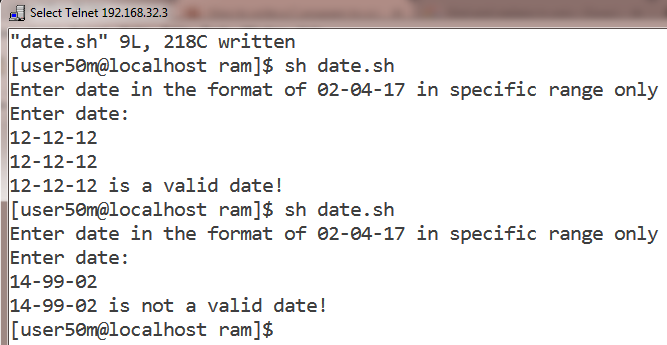 Select Telnet 192.168.32.3
"date.sh" 9L, 218C written
[user50m@localhost ram]$ sh date.sh
Enter date in the format of 02-04-17 in specific range only
Enter date:
12-12-12
12-12-12
12-12-12 is a valid date!
[user50m@localhost ram]$ sh date.sh
Enter date in the format of 02-04-17 in specific range only
Enter date:
14-99-02
14-99-02 is not a valid date!
[user50m@localhost ram]$